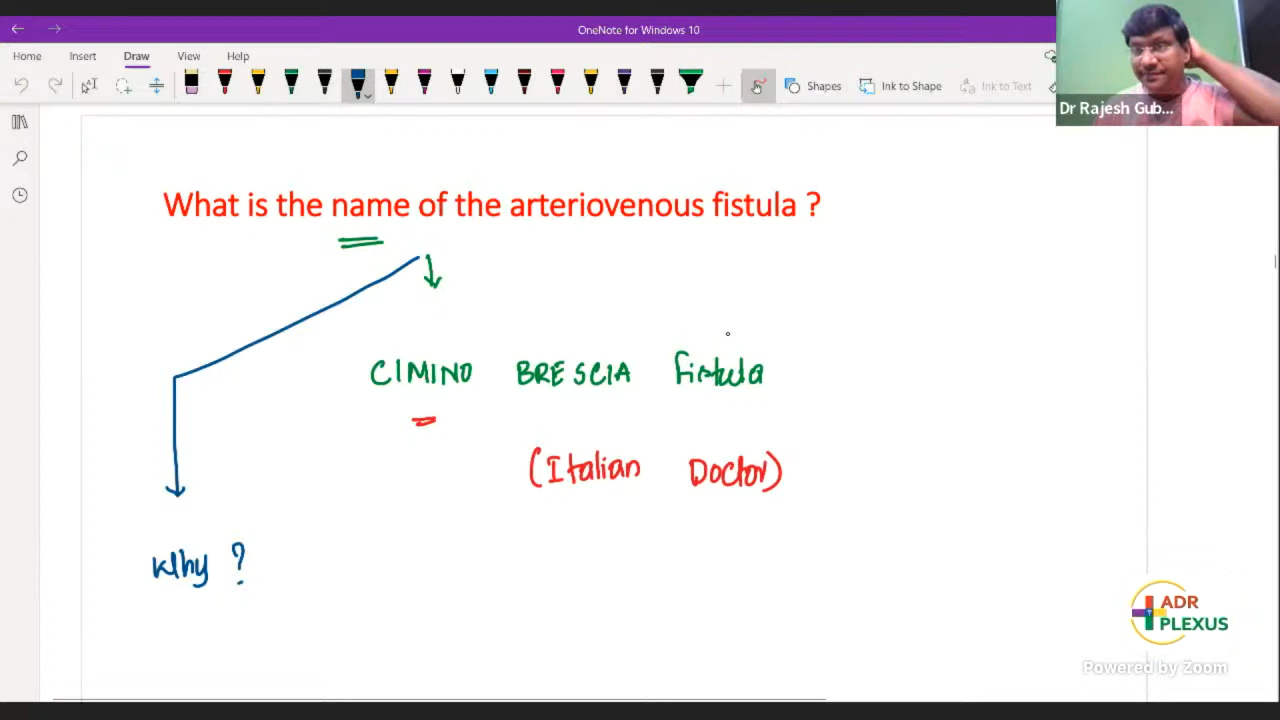 OneNote for Windows 10
Home Insert Draw View Help
Shapes Ink to Shape Ink to Text
Dr Rajesh Gub...
What is the name of the arteriovenous fistula ?
CIMINO BRESCIA fistula
(Italian Doctor)
Why ?
ADR
PLEXUS
Powered by Zoom